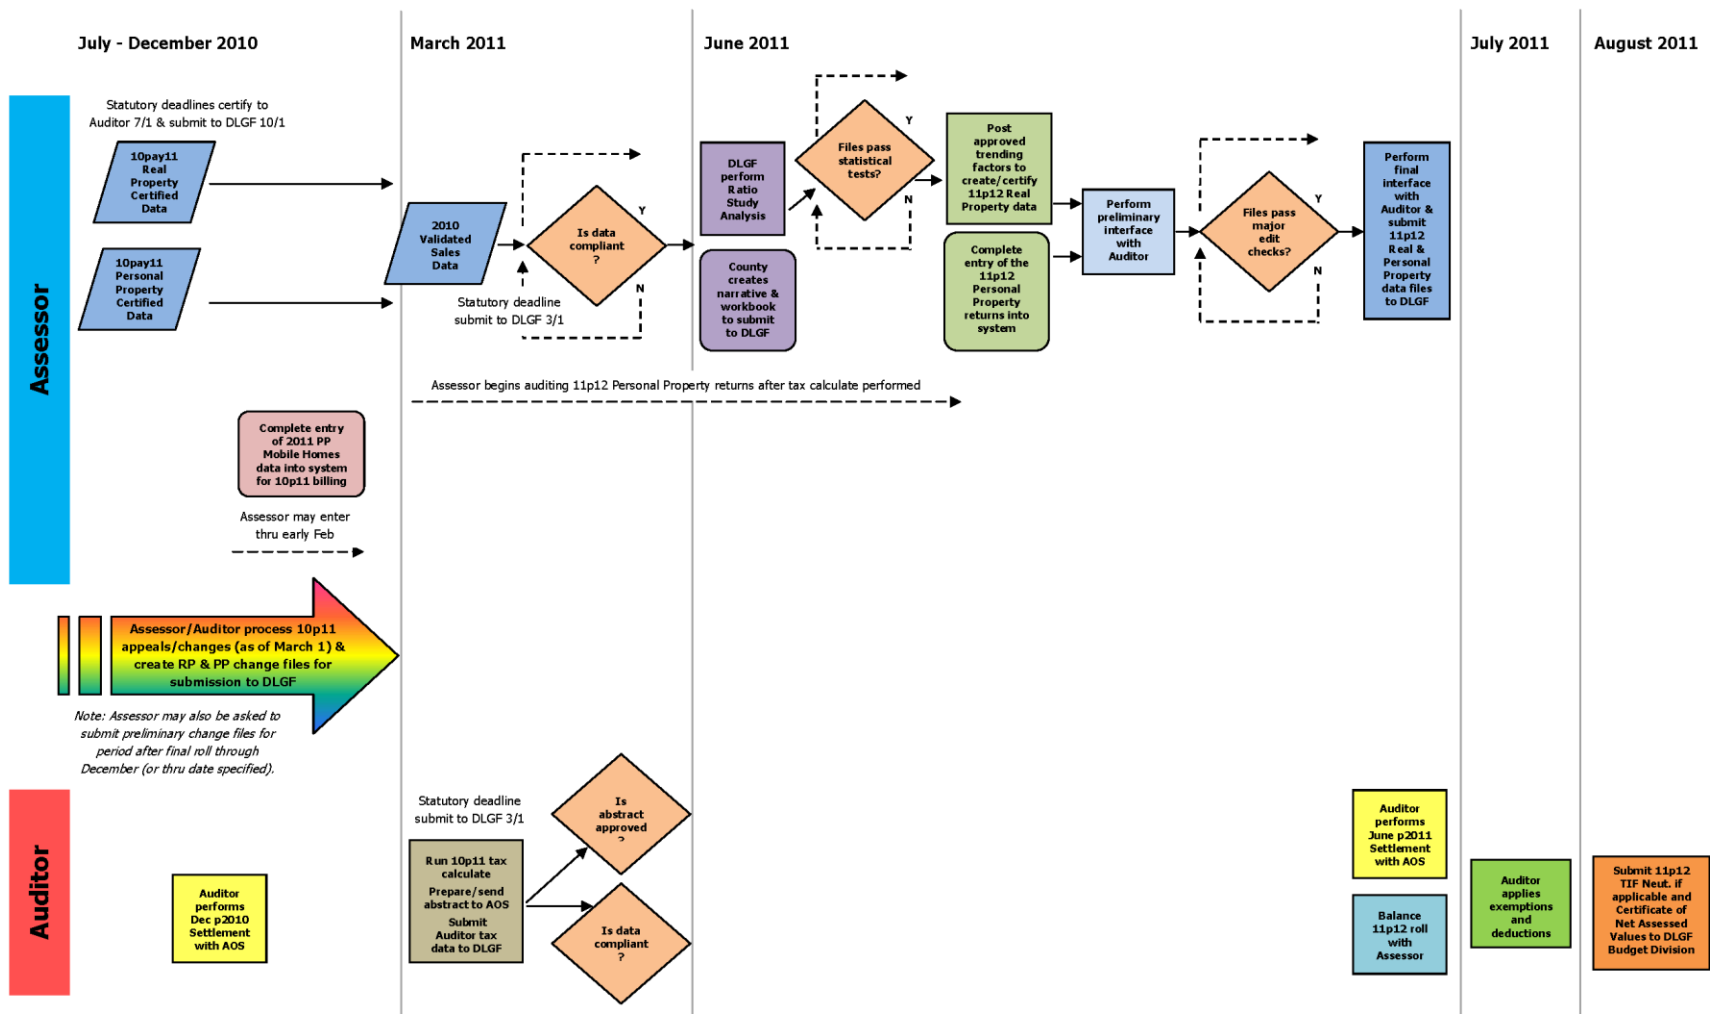 July - December 2010
March 2011
June 2011
July 2011
August 2011
Assessor
Statutory deadlines certify to
Auditor 7/1 & submit to DLGF 10/1
10pay11
Real
Property
Certified
Data
10pay11
Personal
Property
Certified
Data
2010
Validated
Sales
Data
Statutory deadline
submit to DLGF 3/1
Is data
compliant
?
Y
N
DLGF
perform
Ratio
Study
Analysis
County
creates
narrative &
workbook
to submit
to DLGF
Files pass
statistical
tests?
Y
N
Post
approved
trending
factors to
create/certify
11p12 Real
Property data
Complete
entry of the
11p12
Personal
Property
returns into
system
Perform
preliminary
interface
with
Auditor
Files pass
major
edit
checks?
Y
N
Perform
final
interface
with
Auditor &
submit
11p12
Real &
Personal
Property
data files
to DLGF
Assessor begins auditing 11p12 Personal Property returns after tax calculate performed
Complete entry
of 2011 PP
Mobile Homes
data into system
for 10p11 billing
Assessor may enter
thru early Feb
Assessor/Auditor process 10p11
appeals/changes (as of March 1) &
create RP & PP change files for
submission to DLGF
Note: Assessor may also be asked to
submit preliminary change files for
period after final roll through
December (or thru date specified).
Auditor
Auditor
performs
Dec p2010
Settlement
with AOS
Statutory deadline
submit to DLGF 3/1
Run 10p11 tax
calculate
Prepare/send
abstract to AOS
Submit
Auditor tax
data to DLGF
Is
abstract
approved
?
Is data
compliant
?
Auditor
performs
June p2011
Settlement
with AOS
Balance
11p12 roll
with
Assessor
Auditor
applies
exemptions
and
deductions
Submit 11p12
TIF Neut. if
applicable and
Certificate of
Net Assessed
Values to DLGF
Budget Division